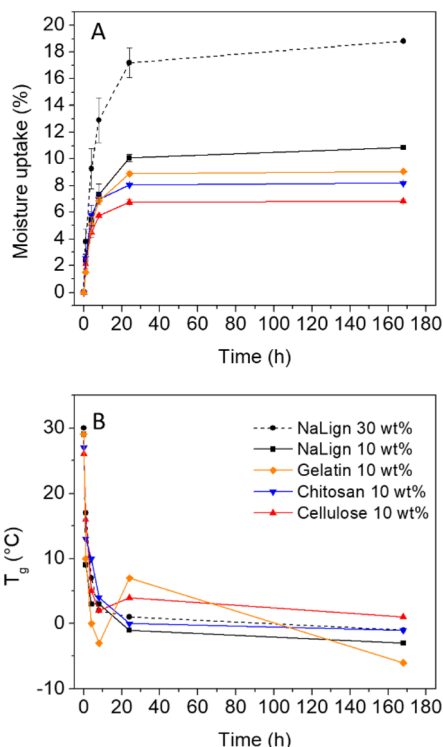 A
20
18
16
14
12
10
8
6
4
2
0
Moisture uptake (%)
0 20 40 60 80 100 120 140 160 180
Time (h)
B
30
20
10
0
-10
T_g (°C)
NaLign 30 wt%
NaLign 10 wt%
Gelatin 10 wt%
Chitosan 10 wt%
Cellulose 10 wt%
0 20 40 60 80 100 120 140 160 180
Time (h)